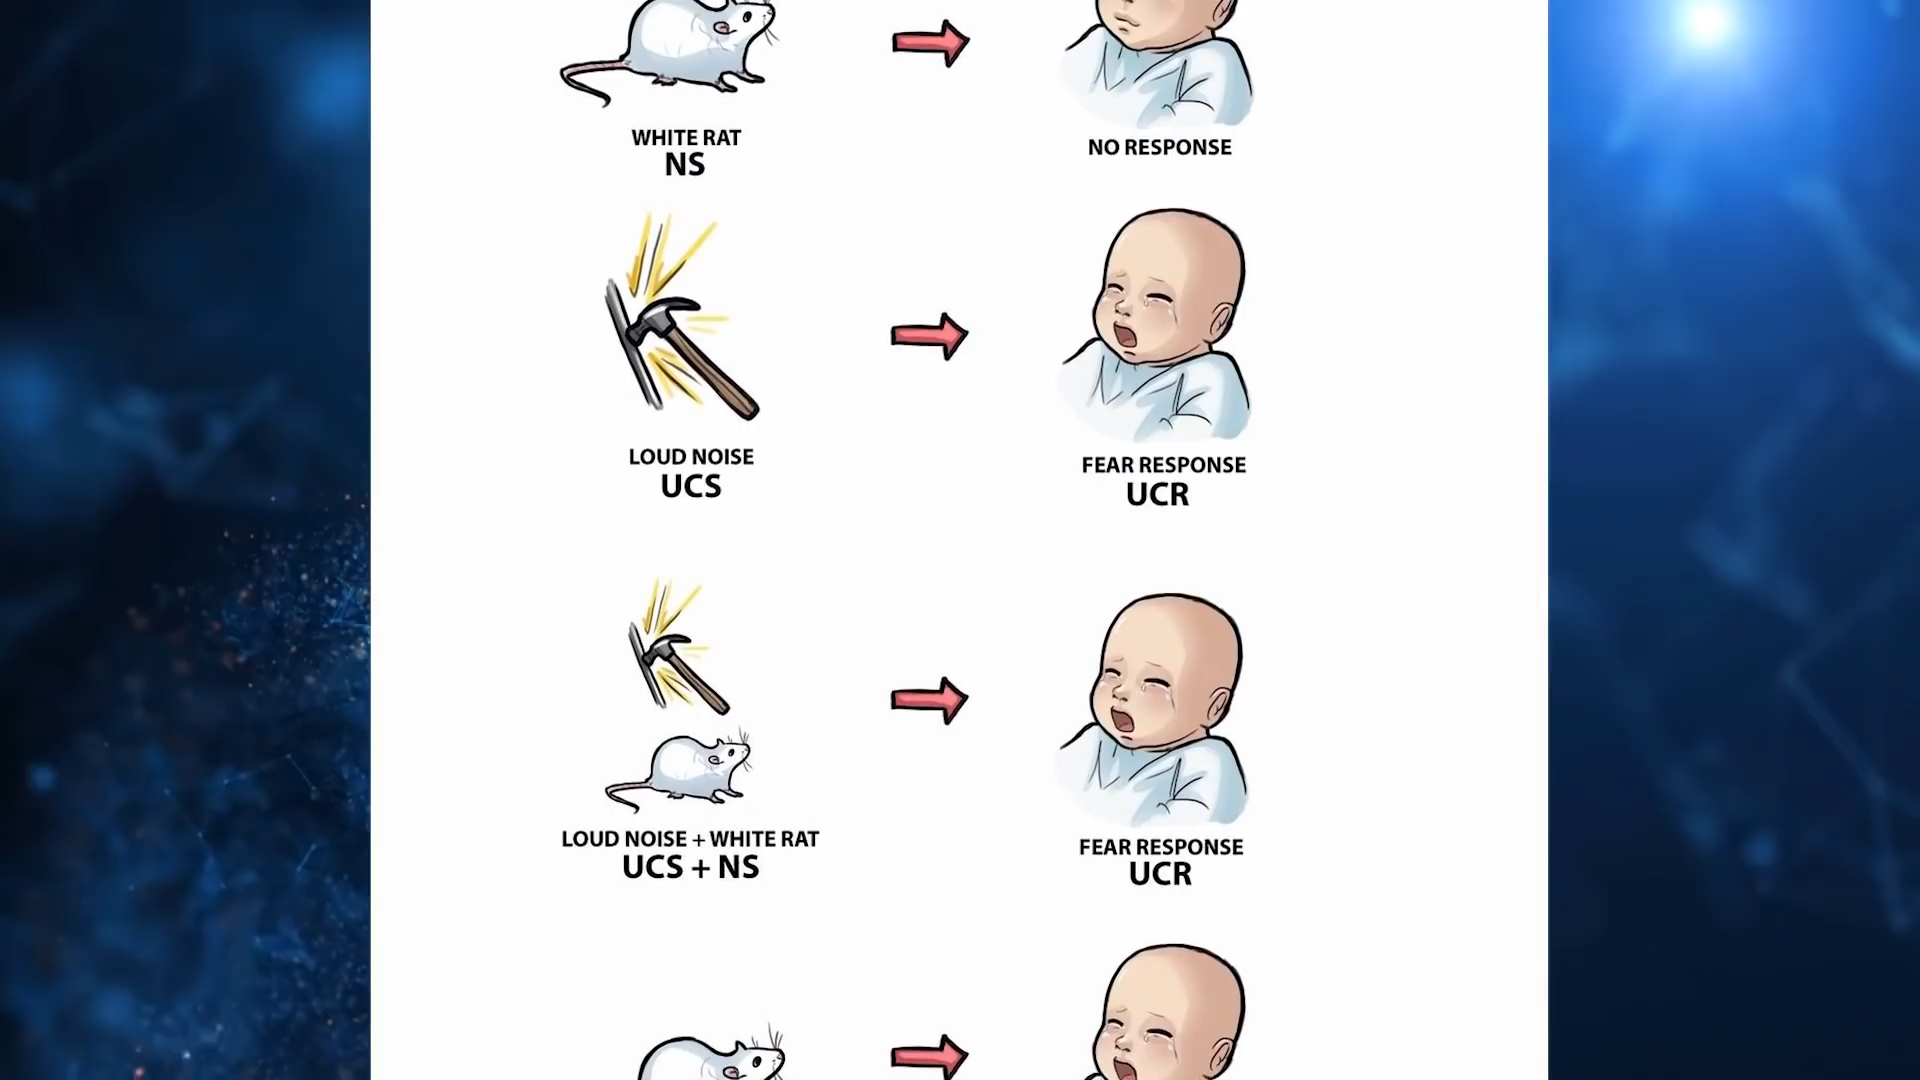 WHITE RAT
NS
NO RESPONSE
LOUD NOISE
UCS
FEAR RESPONSE
UCR
LOUD NOISE + WHITE RAT
UCS + NS
FEAR RESPONSE
UCR